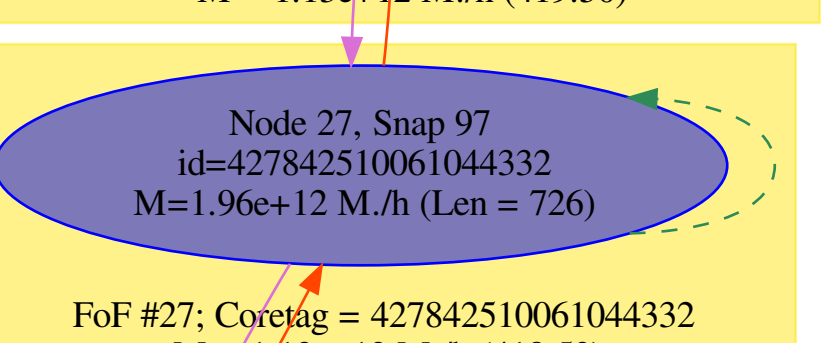 Node 27, Snap 97
id=427842510061044332
M=1.96e+12 M./h (Len = 726)
FoF #27; Coretag = 427842510061044332